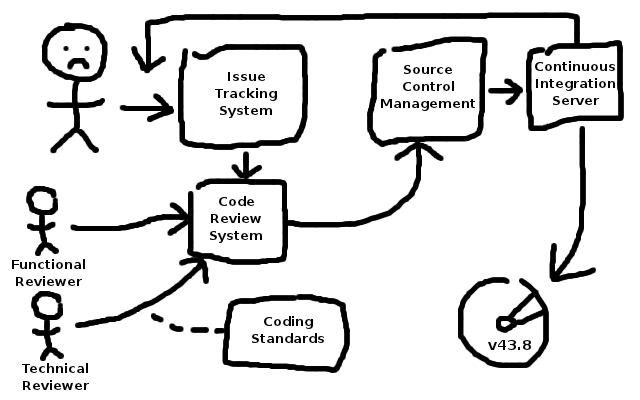 Issue
Tracking
System
Source
Control
Management
Continuous
Integration
Server
Code
Review
System
Functional
Reviewer
Technical
Reviewer
Coding
Standards
v43.8